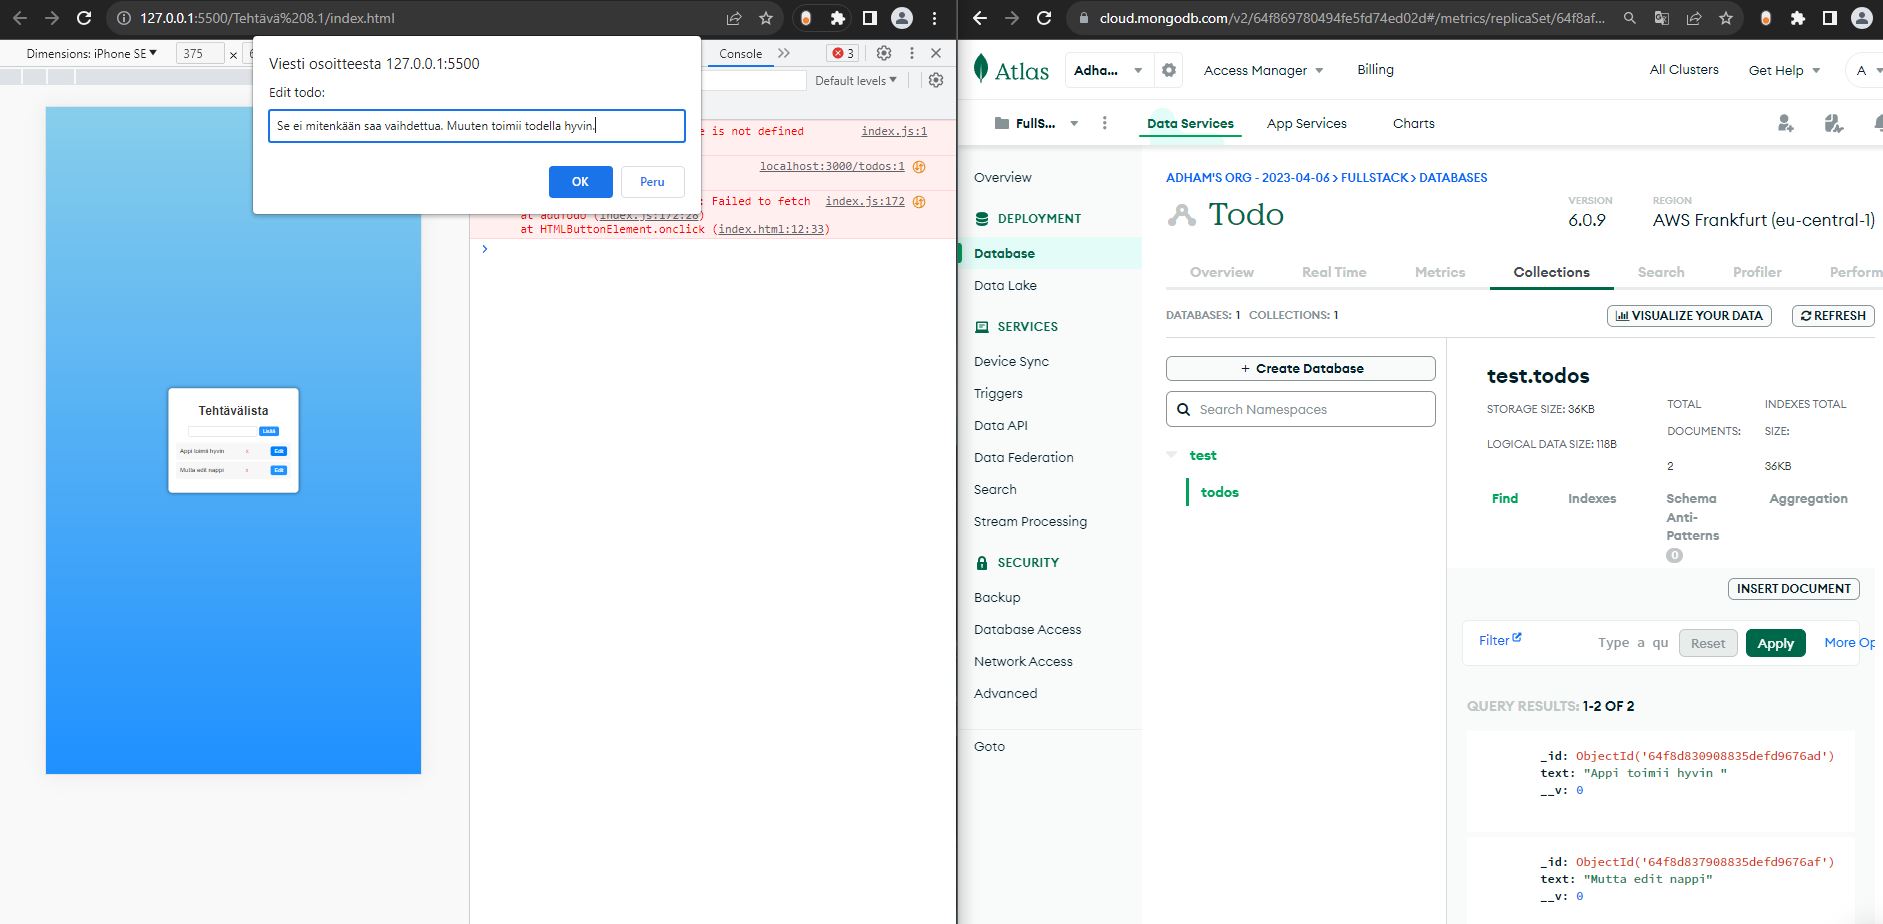 127.0.0.1:5500/Tehtävä%208.1/index.html
Dimensions: iPhone SE
375
×
Console
3
Default levels
Viesti osoitteesta 127.0.0.1:5500
Edit todo:
Se ei mitenkään saa vaihdettua. Muuten toimii todella hyvin.
OK
Peru
is not defined
index.js:1
localhost:3000/todos:1
Failed to fetch
index.js:172
at addTodo (index.js:172:28)
at HTMLButtonElement.onclick (index.html:12:33)
Tehtävälista
Lisää
Appi toimii hyvin
x
Edit
Mutta edit nappi
x
Edit
cloud.mongodb.com/v2/64f869780494fe5fd74ed02d#/metrics/replicaSet/64f8af...
Atlas
Adha...
Access Manager
Billing
All Clusters
Get Help
A
FullS...
Data Services
App Services
Charts
Overview
DEPLOYMENT
Database
Data Lake
SERVICES
Device Sync
Triggers
Data API
Data Federation
Search
Stream Processing
SECURITY
Backup
Database Access
Network Access
Advanced
Goto
ADHAM'S ORG - 2023-04-06 > FULLSTACK > DATABASES
Todo
VERSION
6.0.9
REGION
AWS Frankfurt (eu-central-1)
Overview
Real Time
Metrics
Collections
Search
Profiler
Perform
DATABASES: 1 COLLECTIONS: 1
VISUALIZE YOUR DATA
REFRESH
+ Create Database
Search Namespaces
test
todos
test.todos
STORAGE SIZE: 36KB
LOGICAL DATA SIZE: 118B
TOTAL
DOCUMENTS:
2
INDEXES TOTAL
SIZE:
36KB
Find
Indexes
Schema
Anti-
Patterns
0
Aggregation
INSERT DOCUMENT
Filter
Type a qu
Reset
Apply
More Op
QUERY RESULTS: 1-2 OF 2
_id: ObjectId('64f8d830908835defd9676ad')
text: "Appi toimii hyvin "
__v: 0
_id: ObjectId('64f8d837908835defd9676af')
text: "Mutta edit nappi"
__v: 0